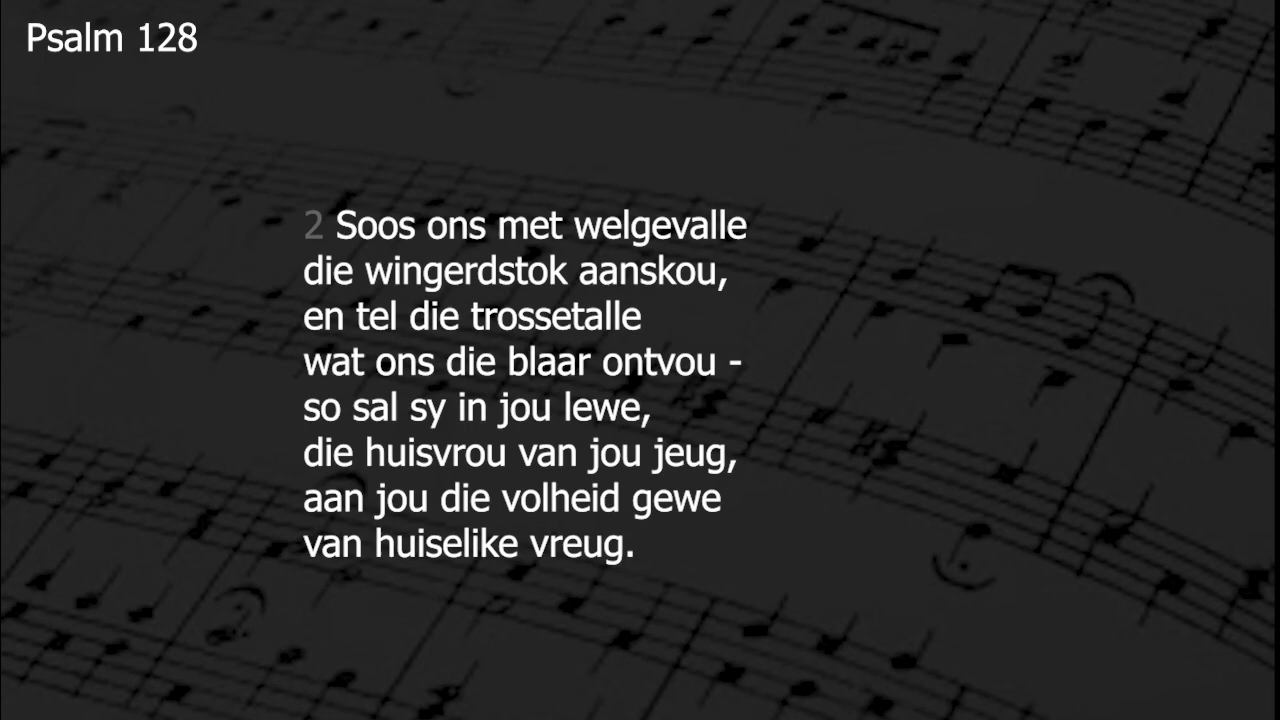 Psalm 128
2 Soos ons met welgevalle
die wingerdstok aanskou,
en tel die trossetalle
wat ons die blaar ontvou -
so sal sy in jou lewe,
die huisvrou van jou jeug,
aan jou die volheid gewe
van huiselike vreug.